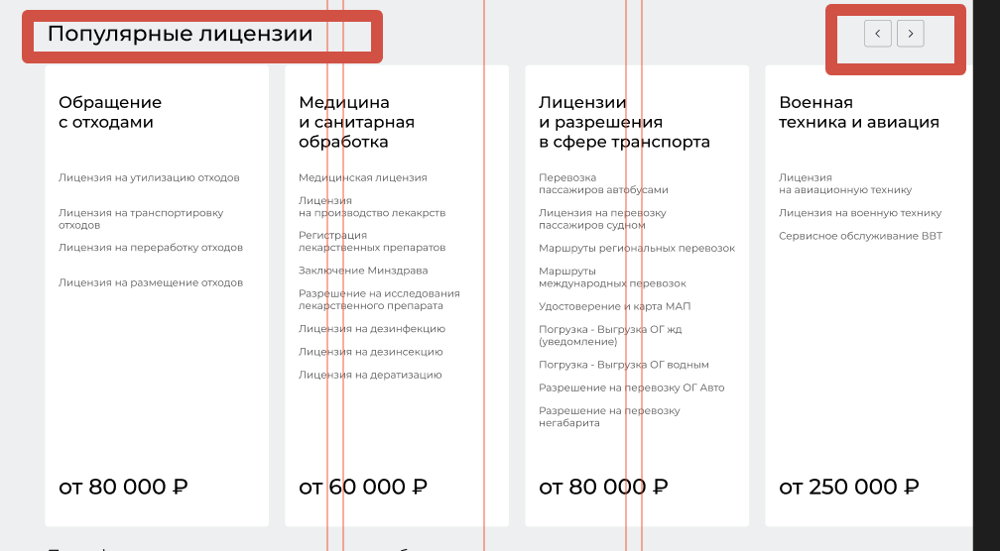 Популярные лицензии
Обращение
с отходами
Лицензия на утилизацию отходов
Лицензия на транспортировку
отходов
Лицензия на переработку отходов
Лицензия на размещение отходов
от 80 000 ₽
Медицина
и санитарная
обработка
Медицинская лицензия
Лицензия
на производство лекакрств
Регистрация
лекарственных препаратов
Заключение Минздрава
Разрешение на исследования
лекарственного препарата
Лицензия на дезинфекцию
Лицензия на дезинсекцию
Лицензия на дератизацию
от 60 000 ₽
Лицензии
и разрешения
в сфере транспорта
Перевозка
пассажиров автобусами
Лицензия на перевозку
пассажиров судном
Маршруты региональных перевозок
Маршруты
международных перевозок
Удостоверение и карта МАП
Погрузка - Выгрузка ОГ жд
(уведомление)
Погрузка - Выгрузка ОГ водным
Разрешение на перевозку ОГ Авто
Разрешение на перевозку
негабарита
от 80 000 ₽
Военная
техника и авиация
Лицензия
на авиационную технику
Лицензия на военную технику
Сервисное обслуживание ВВТ
от 250 000 ₽